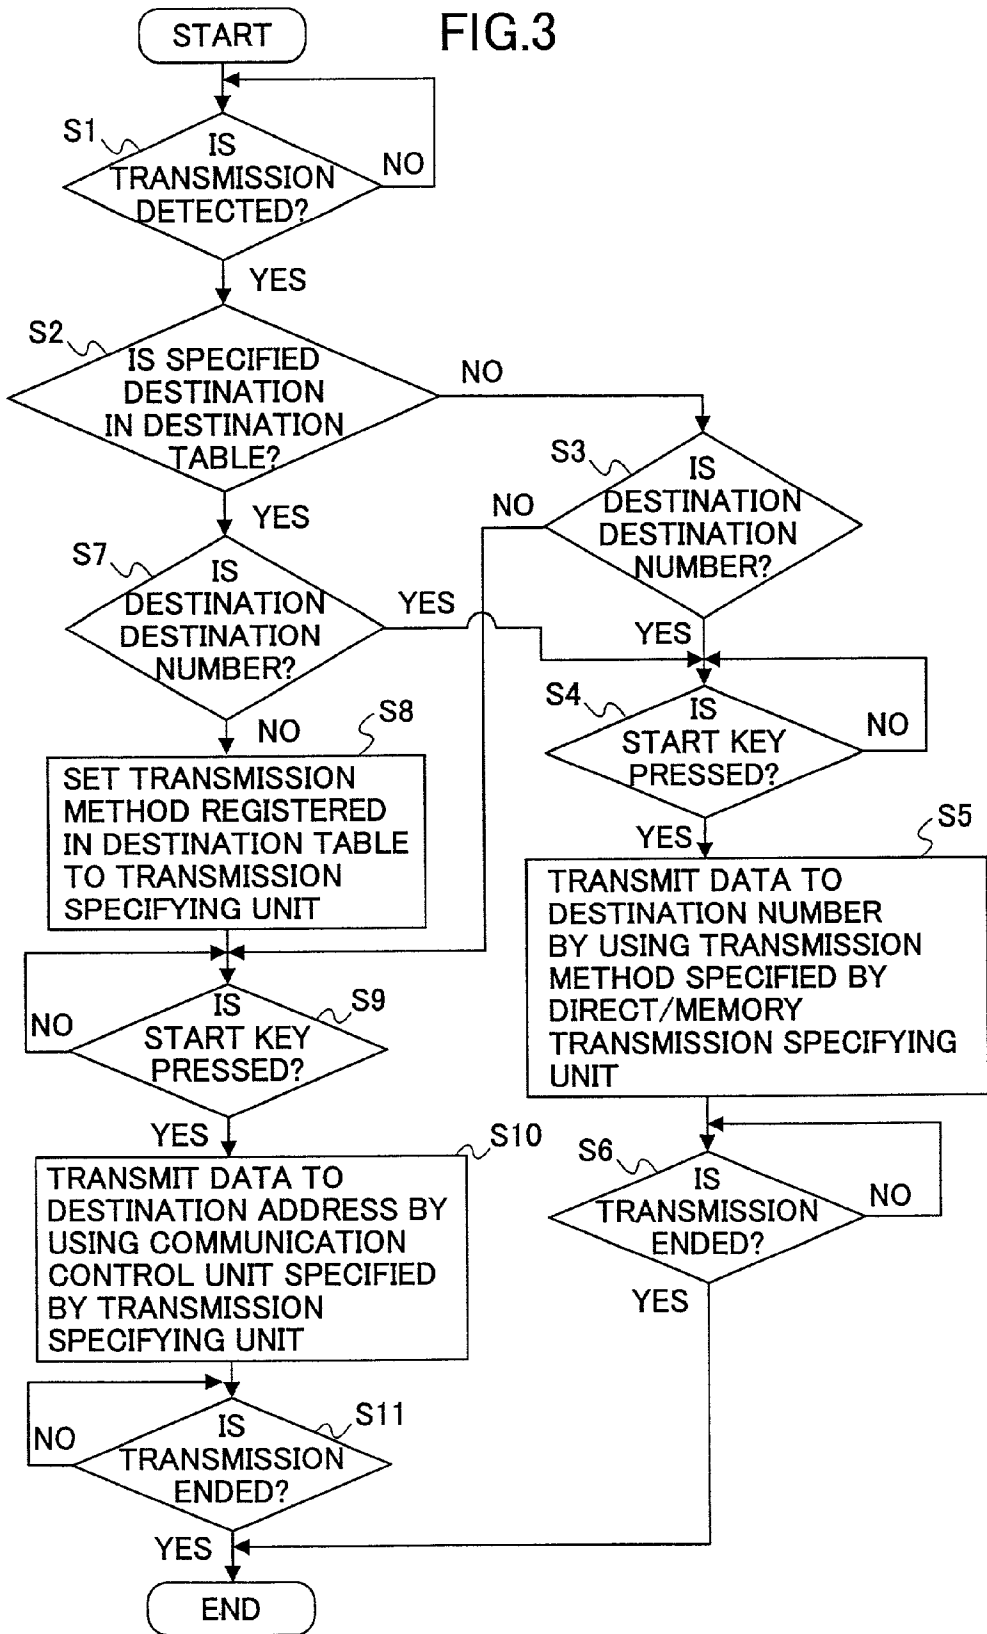 FIG.3
START
S1
IS
TRANSMISSION
DETECTED?
NO
YES
S2
IS SPECIFIED
DESTINATION
IN DESTINATION
TABLE?
NO
YES
S3
IS
DESTINATION
DESTINATION
NUMBER?
NO
YES
S7
IS
DESTINATION
DESTINATION
NUMBER?
YES
NO
S4
IS
START KEY
PRESSED?
NO
YES
S8
SET TRANSMISSION
METHOD REGISTERED
IN DESTINATION TABLE
TO TRANSMISSION
SPECIFYING UNIT
S5
TRANSMIT DATA TO
DESTINATION NUMBER
BY USING TRANSMISSION
METHOD SPECIFIED BY
DIRECT/MEMORY
TRANSMISSION SPECIFYING
UNIT
S9
IS
START KEY
PRESSED?
NO
YES
S10
TRANSMIT DATA TO
DESTINATION ADDRESS BY
USING COMMUNICATION
CONTROL UNIT SPECIFIED
BY TRANSMISSION
SPECIFYING UNIT
S6
IS
TRANSMISSION
ENDED?
NO
YES
S11
IS
TRANSMISSION
ENDED?
NO
YES
END